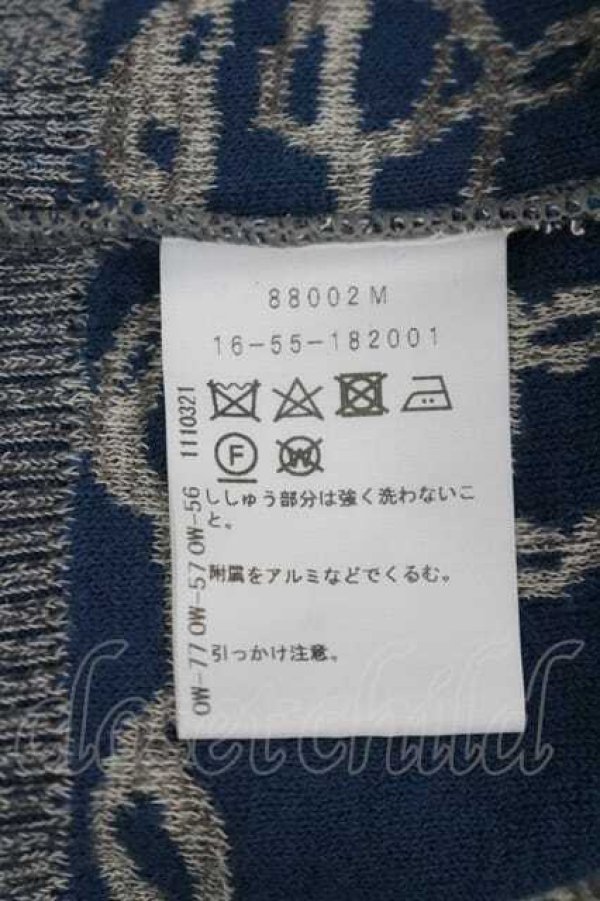 88002M
16-55-182001
F
W
ししゅう部分は強く洗わないこ
と。
附属をアルミなどでくるむ。
引っかけ注意。
1110321
OW-77 OW-57 OW-56
closetchild